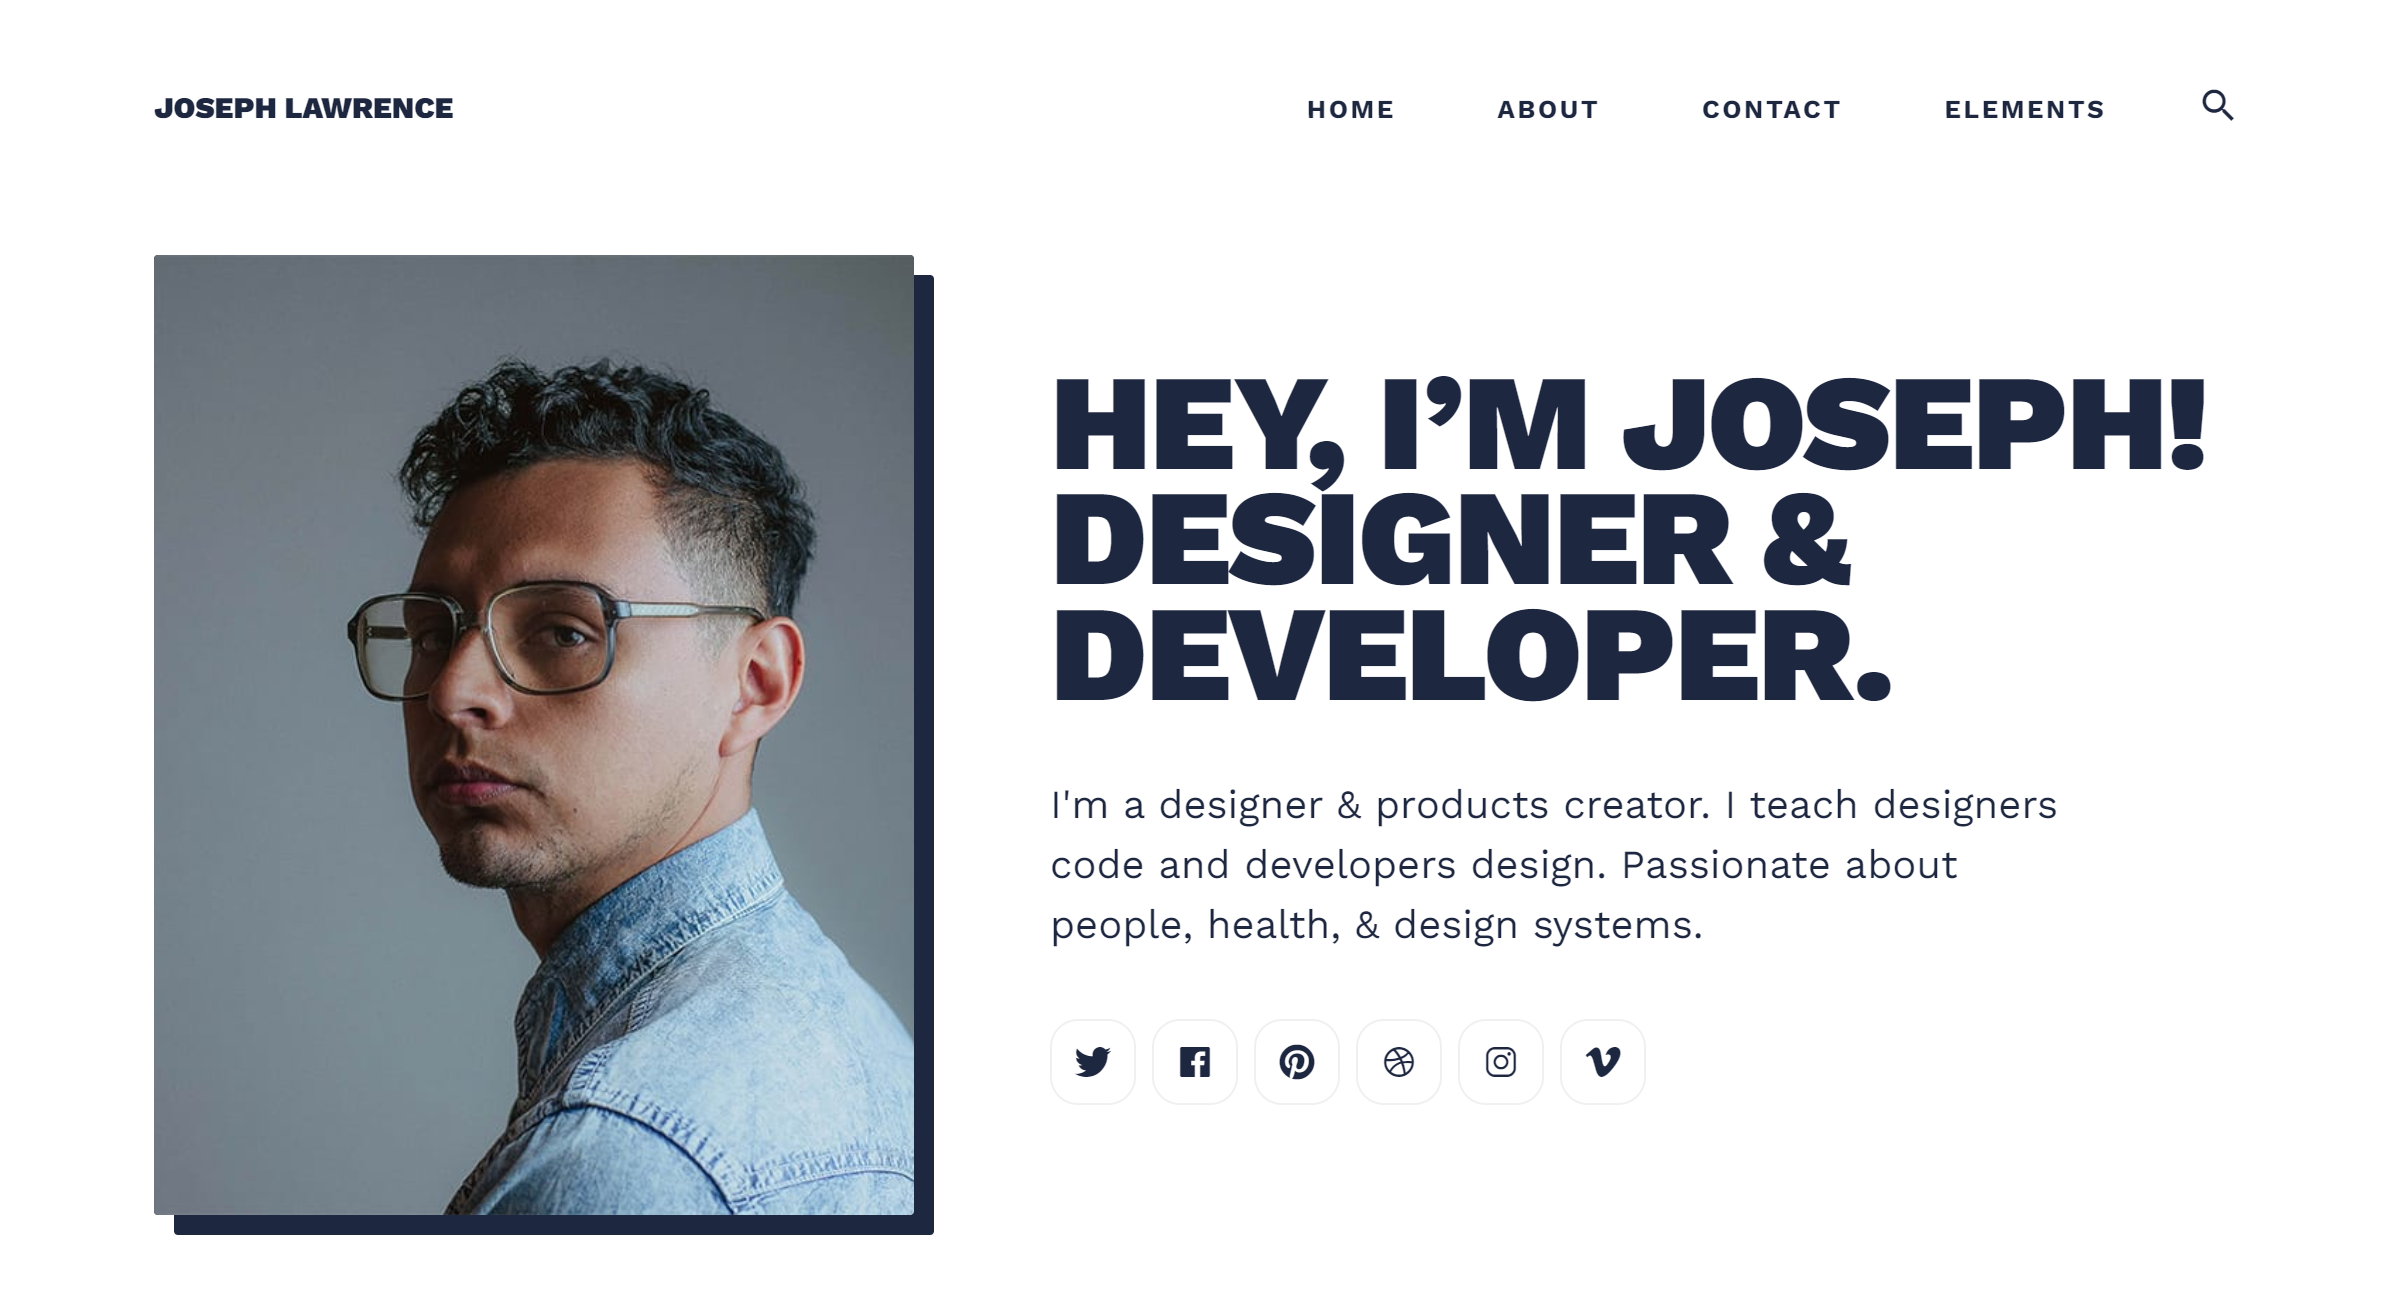 JOSEPH LAWRENCE
HOME ABOUT CONTACT ELEMENTS
HEY, I’M JOSEPH!
DESIGNER &
DEVELOPER.
I'm a designer & products creator. I teach designers
code and developers design. Passionate about
people, health, & design systems.